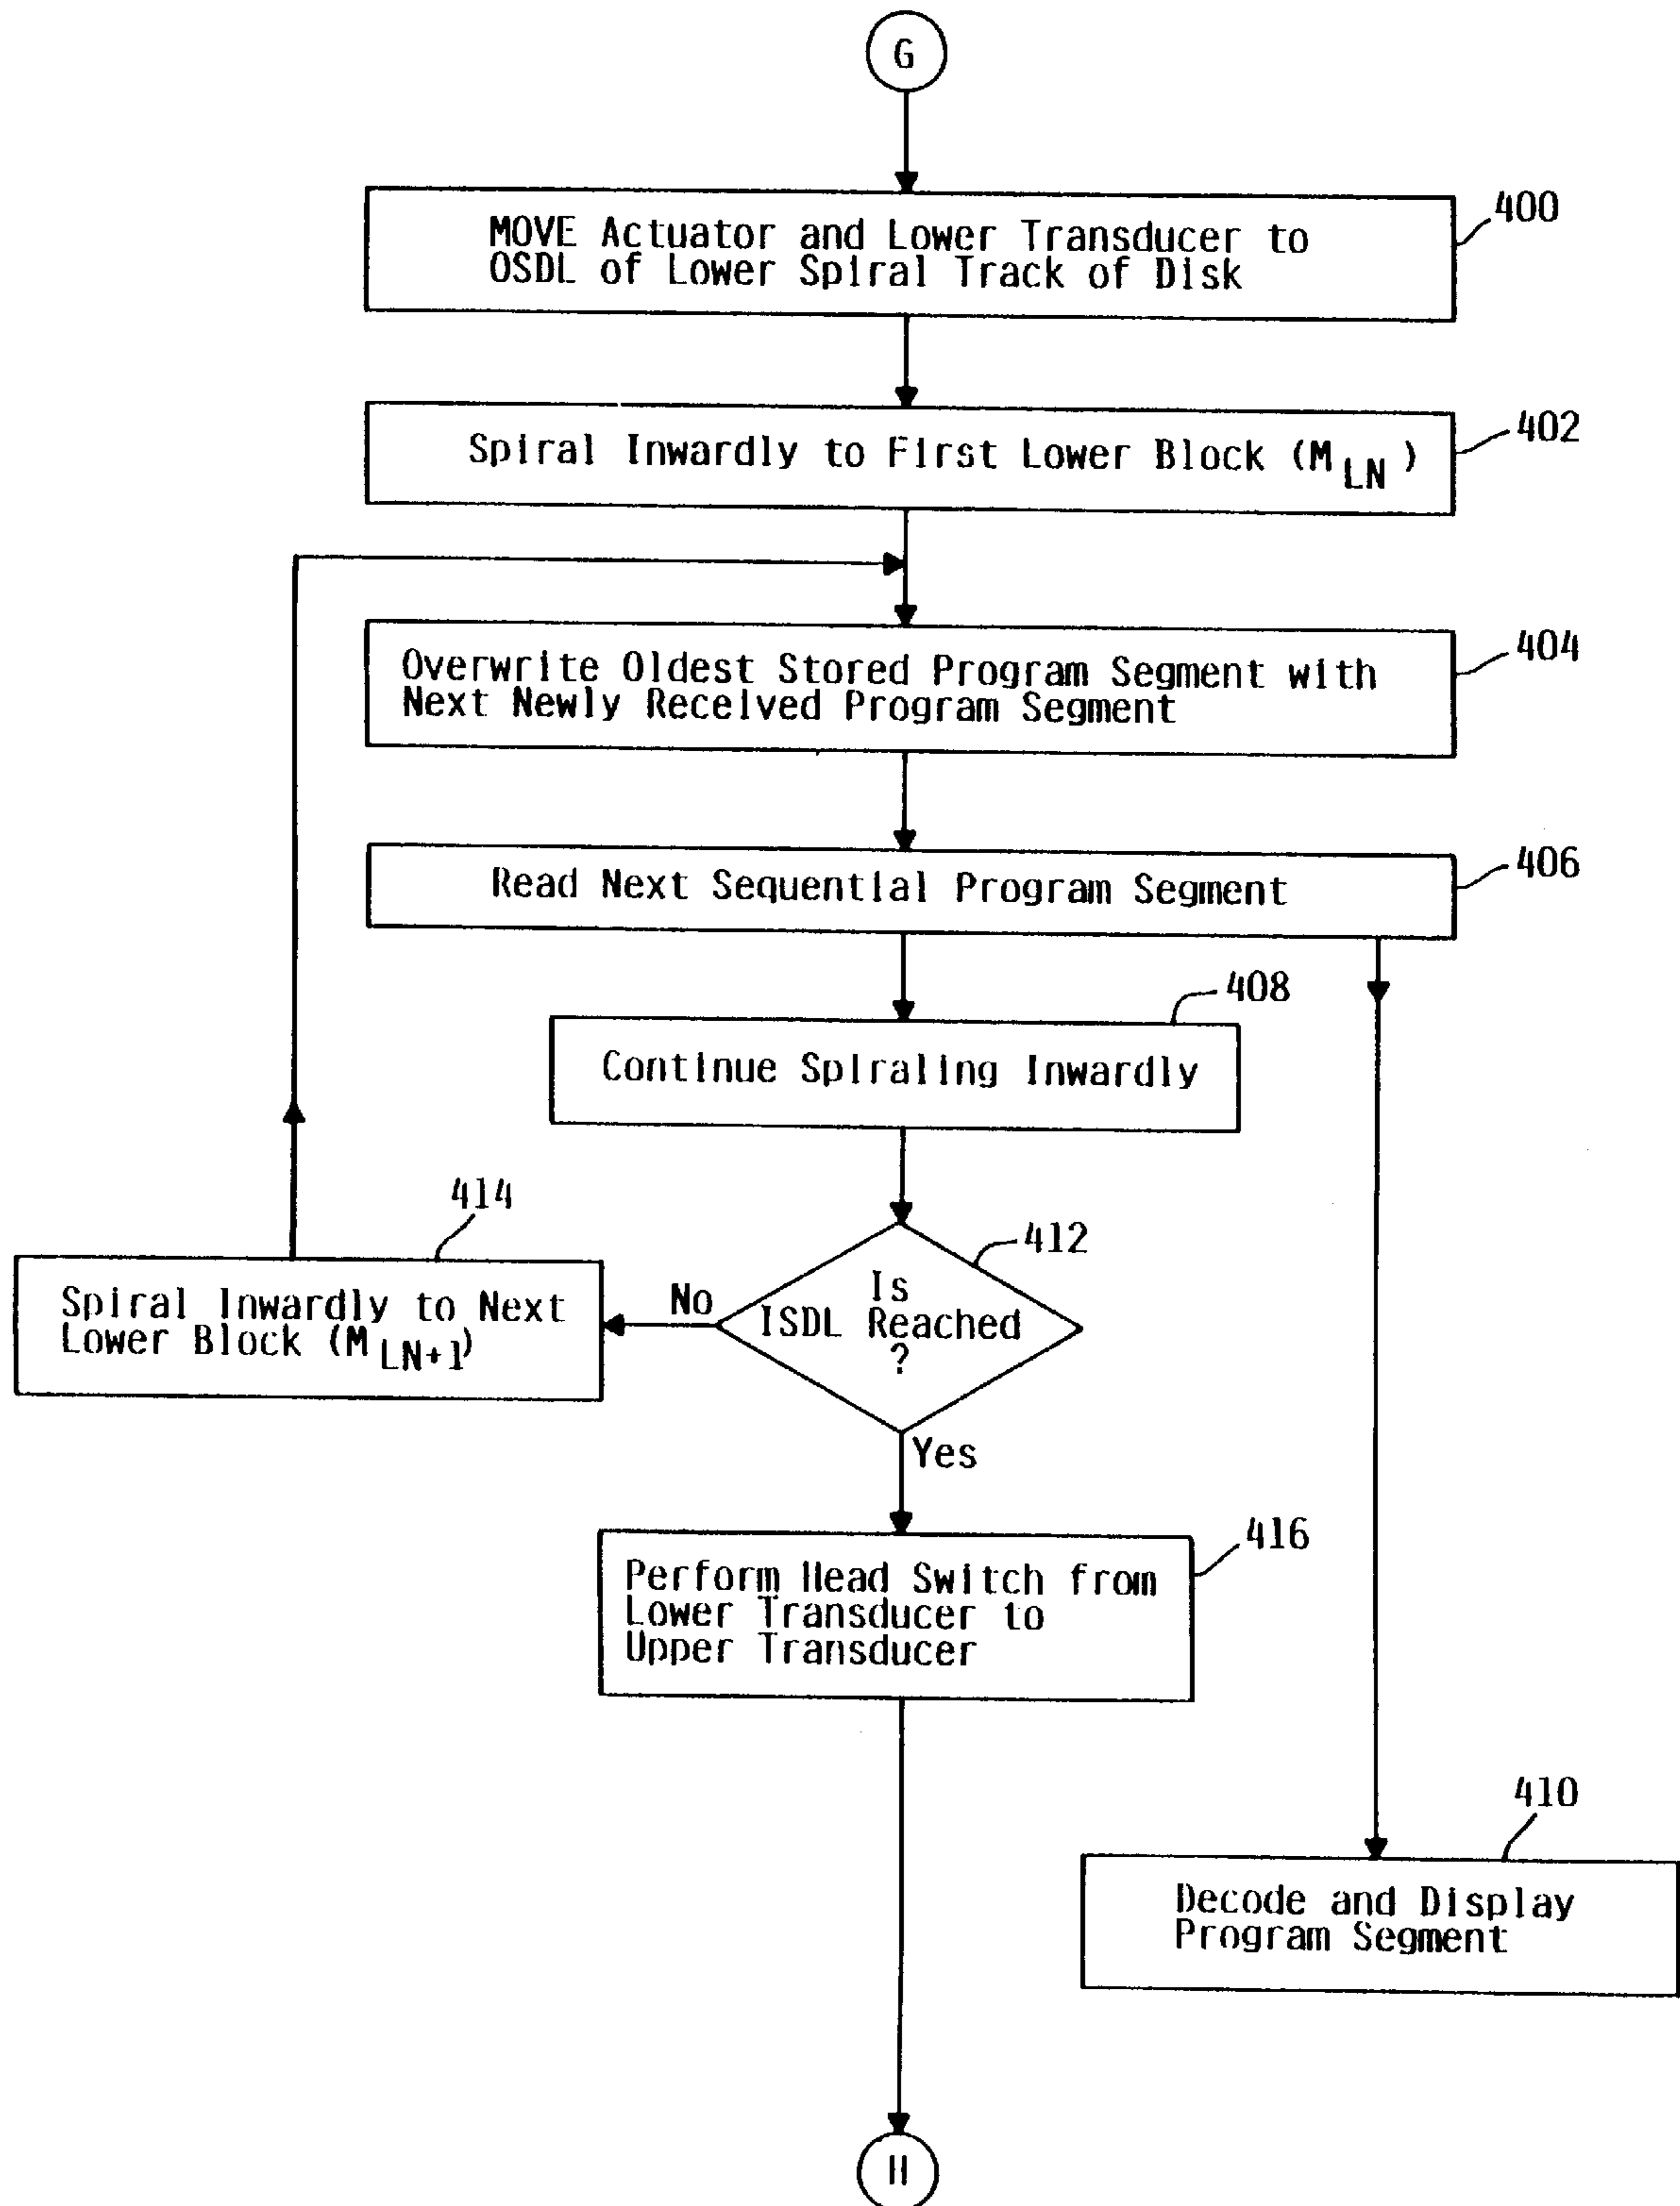 G
400
MOVE Actuator and Lower Transducer to
OSDL of Lower Spiral Track of Disk
402
Spiral Inwardly to First Lower Block (M LN )
404
Overwrite Oldest Stored Program Segment with
Next Newly Received Program Segment
406
Read Next Sequential Program Segment
408
Continue Spiraling Inwardly
414
412
Spiral Inwardly to Next
Lower Block (M LN+1)
No
Is
ISDL Reached
?
Yes
416
Perform Head Switch from
Lower Transducer to
Upper Transducer
410
Decode and Display
Program Segment
H